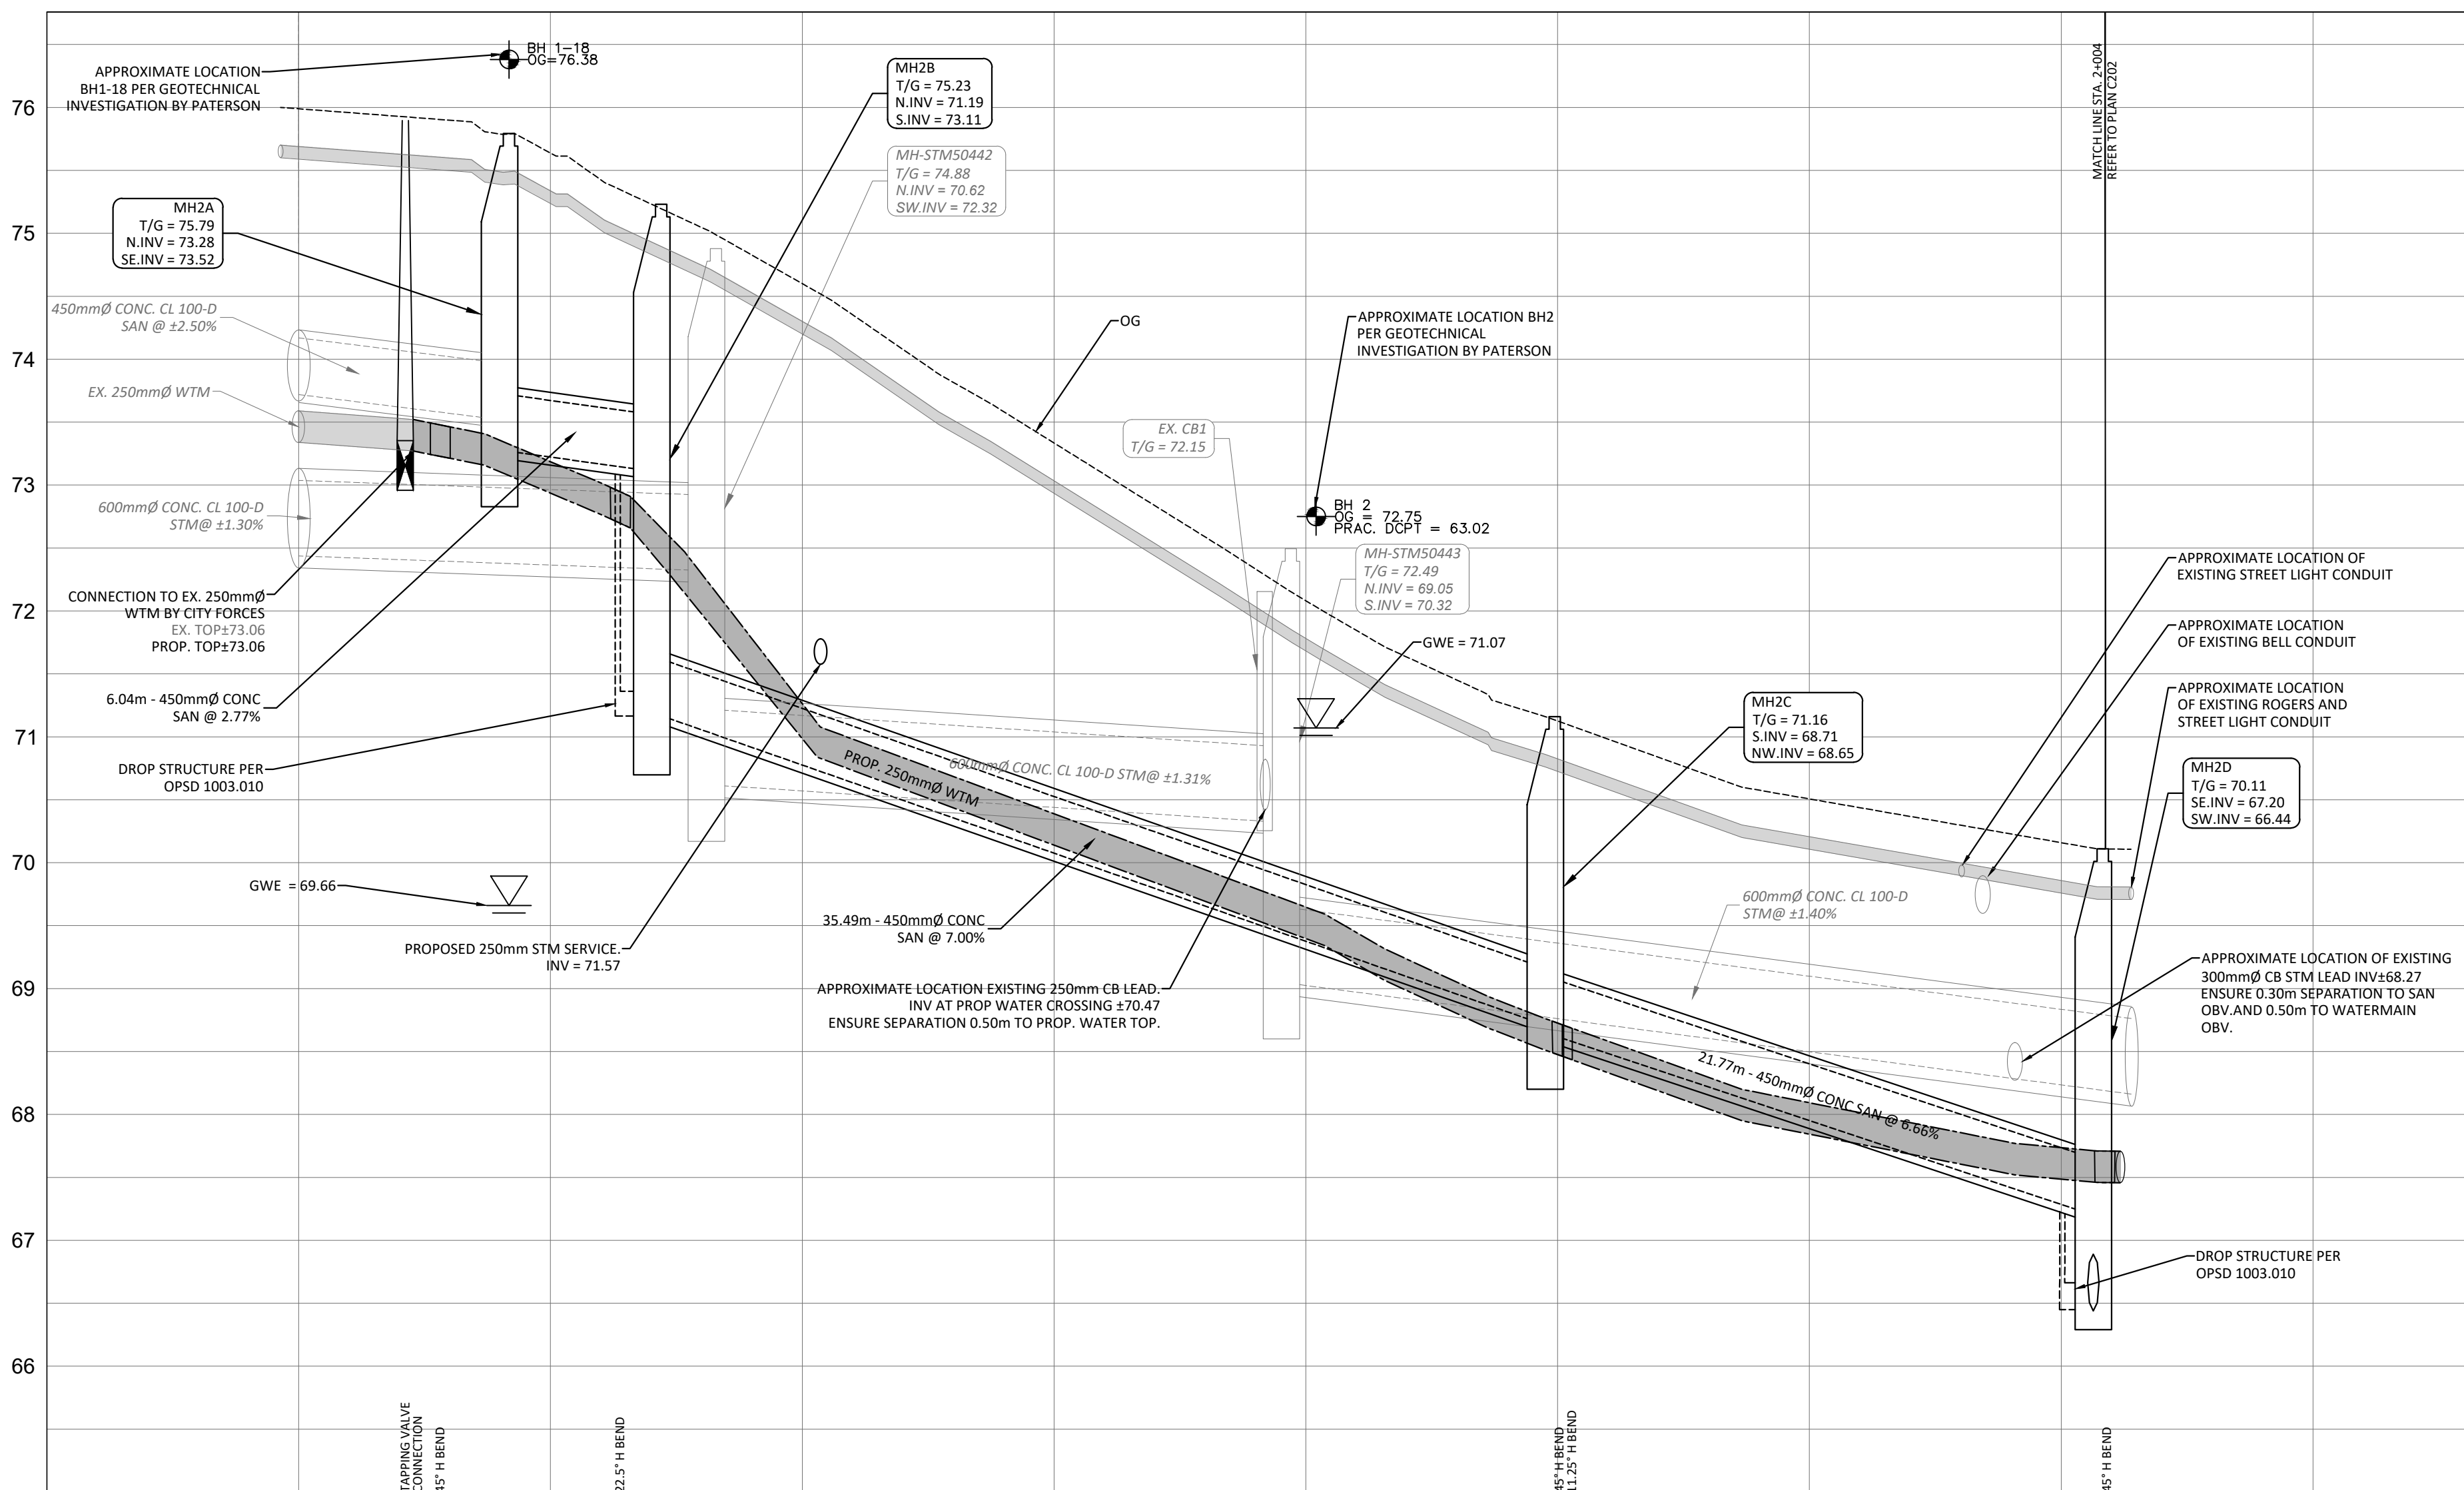 BH 1-18
OG=76.38
APPROXIMATE LOCATION
BH1-18 PER GEOTECHNICAL
INVESTIGATION BY PATERSON
MH2B
T/G = 75.23
N.INV = 71.19
S.INV = 73.11
MATCH LINE STA. 2+004
REFER TO PLAN C202
76
MH-STM50442
T/G = 74.88
N.INV = 70.62
SW.INV = 72.32
MH2A
T/G = 75.79
N.INV = 73.28
SE.INV = 73.52
75
450mmØ CONC. CL 100-D
SAN @ ±2.50%
OG
APPROXIMATE LOCATION BH2
PER GEOTECHNICAL
INVESTIGATION BY PATERSON
74
EX. 250mmØ WTM
EX. CB1
T/G = 72.15
73
600mmØ CONC. CL 100-D
STM@ ±1.30%
BH 2
OG = 72.75
PRAC. DCPT = 63.02
MH-STM50443
T/G = 72.49
N.INV = 69.05
S.INV = 70.32
APPROXIMATE LOCATION OF
EXISTING STREET LIGHT CONDUIT
CONNECTION TO EX. 250mmØ
WTM BY CITY FORCES
EX. TOP±73.06
PROP. TOP±73.06
72
APPROXIMATE LOCATION
OF EXISTING BELL CONDUIT
GWE = 71.07
6.04m - 450mmØ CONC
SAN @ 2.77%
APPROXIMATE LOCATION
OF EXISTING ROGERS AND
STREET LIGHT CONDUIT
MH2C
T/G = 71.16
S.INV = 68.71
NW.INV = 68.65
71
DROP STRUCTURE PER
OPSD 1003.010
PROP. 250mmØ WTM
600mmØ CONC. CL 100-D STM@ ±1.31%
MH2D
T/G = 70.11
SE.INV = 67.20
SW.INV = 66.44
70
GWE = 69.66
35.49m - 450mmØ CONC
SAN @ 7.00%
600mmØ CONC. CL 100-D
STM@ ±1.40%
PROPOSED 250mm STM SERVICE.
INV = 71.57
69
APPROXIMATE LOCATION EXISTING 250mm CB LEAD.
INV AT PROP WATER CROSSING ±70.47
ENSURE SEPARATION 0.50m TO PROP. WATER TOP.
APPROXIMATE LOCATION OF EXISTING
300mmØ CB STM LEAD INV±68.27
ENSURE 0.30m SEPARATION TO SAN
OBV.AND 0.50m TO WATERMAIN
OBV.
21.77m - 450mmØ CONC SAN @ 6.66%
68
67
DROP STRUCTURE PER
OPSD 1003.010
66
TAPPING VALVE
CONNECTION
45° H BEND
22.5° H BEND
45° H BEND
11.25° H BEND
45° H BEND